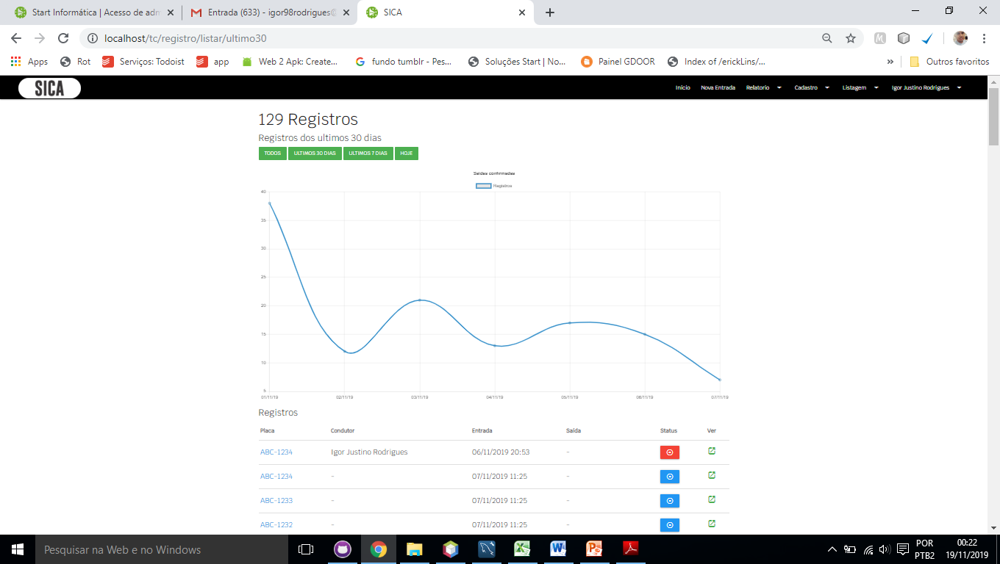 Start Informática | Acesso de adm
Entrada (633) - igor98rodrigues@
SICA
localhost/tc/registro/listar/ultimo30
Apps
Rot
Serviços: Todoist
app
Web 2 Apk: Create...
fundo tumblr - Pes...
Soluções Start | No...
Painel GDOOR
Index of /erickLins/...
»
Outros favoritos
SICA
Início
Nova Entrada
Relatorio
Cadastro
Listagem
Igor Justino Rodrigues
129 Registros
Registros dos ultimos 30 dias
TODOS
ULTIMOS 30 DIAS
ULTIMOS 7 DIAS
HOJE
Saídas confirmadas
Registros
40
35
30
25
20
15
10
5
01/11/19
02/11/19
03/11/19
04/11/19
05/11/19
06/11/19
07/11/19
Registros
Placa Condutor Entrada Saída Status Ver
ABC-1234 Igor Justino Rodrigues 06/11/2019 20:53 -
ABC-1234 - 07/11/2019 11:25 -
ABC-1233 - 07/11/2019 11:25 -
ABC-1232 - 07/11/2019 11:25 -
Pesquisar na Web e no Windows
POR
PTB2
00:22
19/11/2019